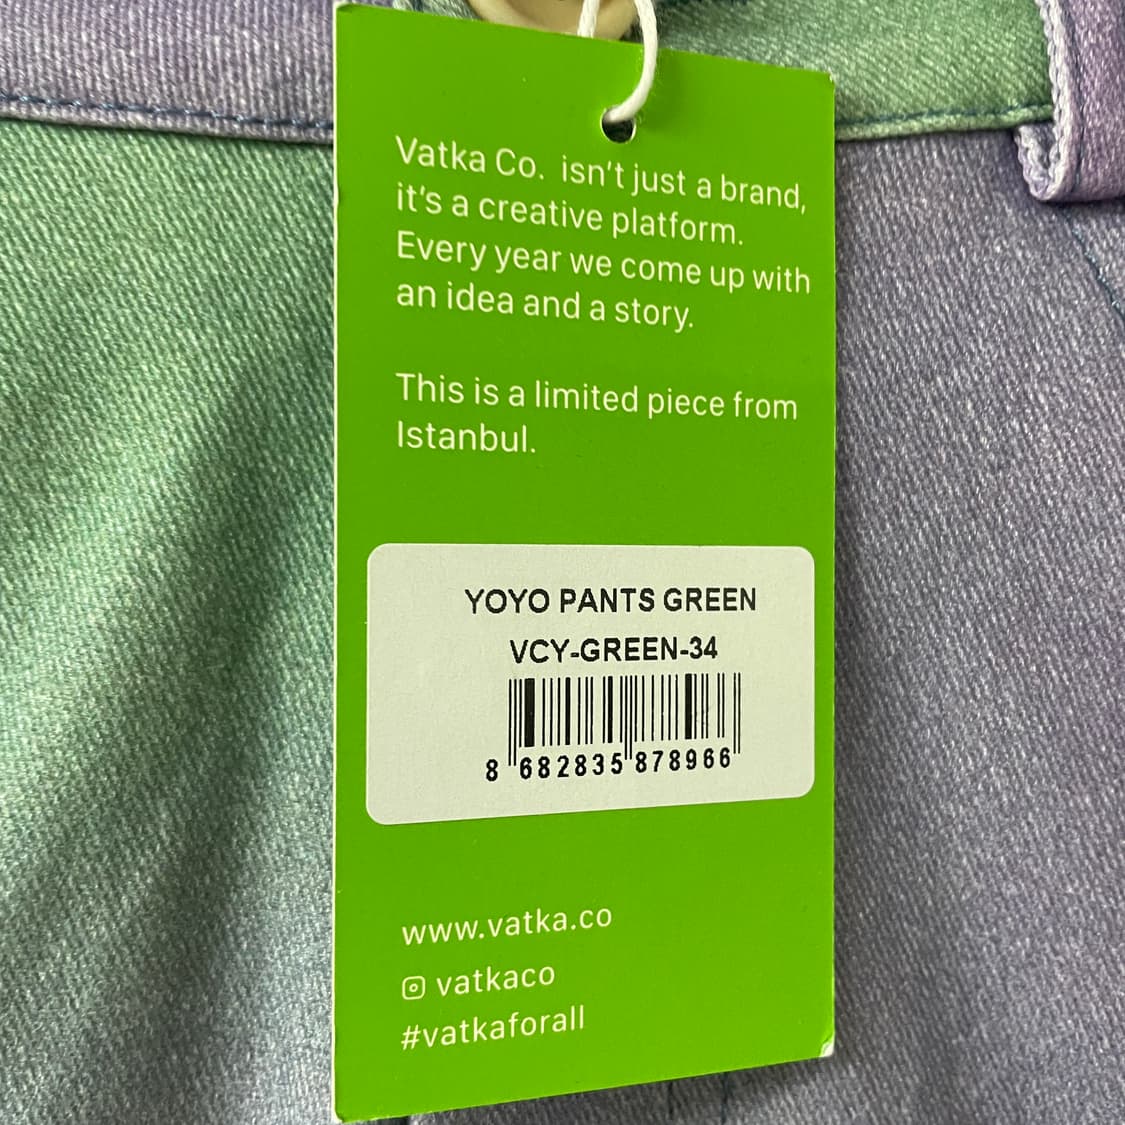 Vatka Co. isn't just a brand,
it's a creative platform.
Every year we come up with
an idea and a story.
This is a limited piece from
Istanbul.
YOYO PANTS GREEN
VCY-GREEN-34
8 682835 878966
www.vatka.co
vatkaco
#vatkaforall